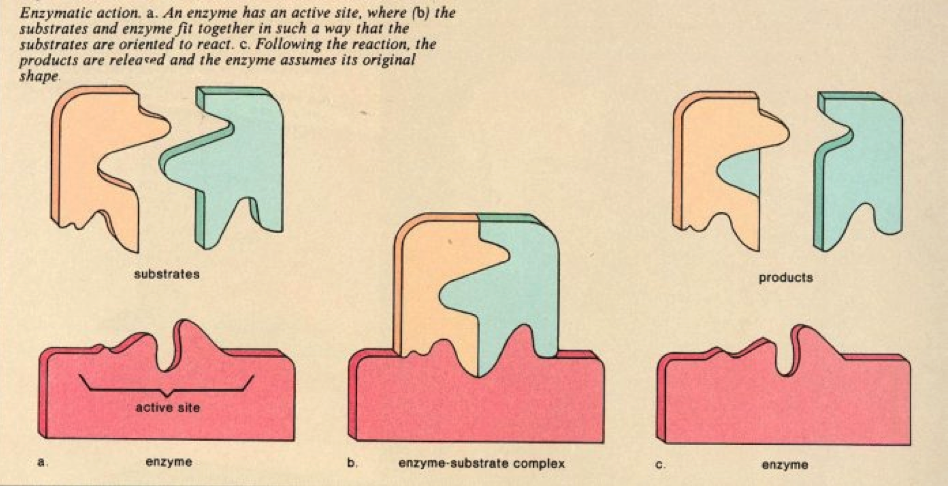 Enzymatic action. a. An enzyme has an active site, where (b) the
substrates and enzyme fit together in such a way that the
substrates are oriented to react. c. Following the reaction, the
products are released and the enzyme assumes its original
shape.
substrates
products
active site
a.
enzyme
b.
enzyme-substrate complex
c.
enzyme